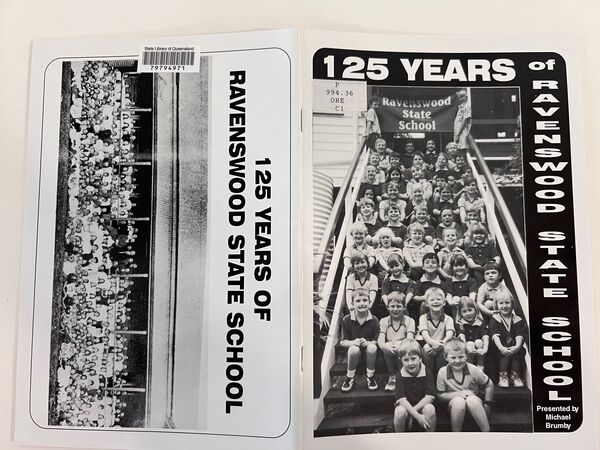 State Library of Queensland
79794971
125 YEARS OF
RAVENSWOOD STATE SCHOOL
125 YEARS of
RAVENSWOOD STATE SCHOOL
P
994.36
ONE
C1
Ravenswood
State
School
Presented by
Michael
Brumby